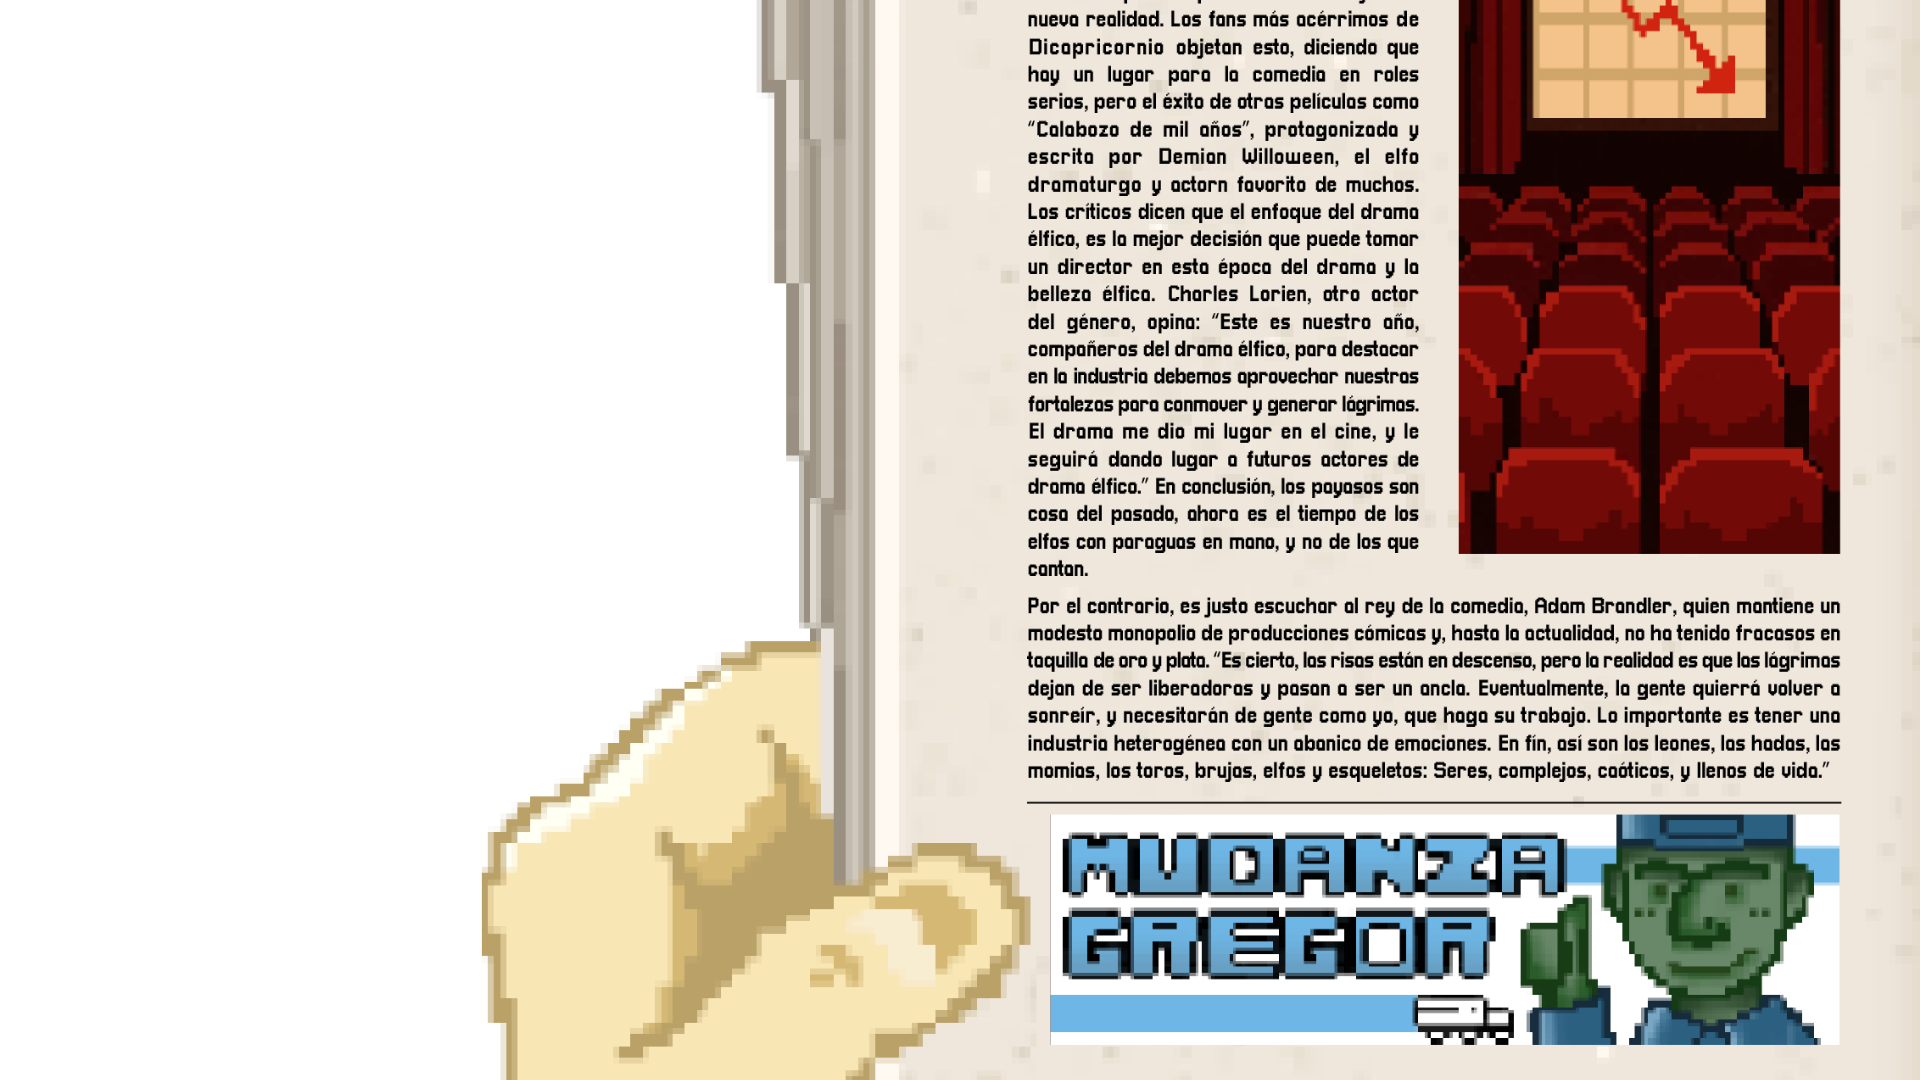 nueva realidad. Los fans más acérrimos de
Dicapricornio objetan esto, diciendo que
hay un lugar para la comedia en roles
serios, pero el éxito de otras películas como
"Calabozo de mil años", protagonizada y
escrita por Demian Willoween, el elfo
dramaturgo y actorn favorito de muchos.
Los críticos dicen que el enfoque del drama
élfico, es la mejor decisión que puede tomar
un director en esta época del drama y la
belleza élfica. Charles Lorien, otro actor
del género, opina: "Este es nuestro año,
compañeros del drama élfico, para destacar
en la industria debemos aprovechar nuestras
fortalezas para conmover y generar lágrimas.
El drama me dio mi lugar en el cine, y le
seguirá dando lugar a futuros actores de
drama élfico." En conclusión, los payasos son
cosa del pasado, ahora es el tiempo de los
elfos con paraguas en mano, y no de los que
cantan.
Por el contrario, es justo escuchar al rey de la comedia, Adam Brandler, quien mantiene un
modesto monopolio de producciones cómicas y, hasta la actualidad, no ha tenido fracasos en
taquilla de oro y plata. "Es cierto, las risas están en descenso, pero la realidad es que las lágrimas
dejan de ser liberadoras y pasan a ser un ancla. Eventualmente, la gente quierrá volver a
sonreír, y necesitarán de gente como yo, que haga su trabajo. Lo importante es tener una
industria heterogénea con un abanico de emociones. En fín, así son los leones, las hadas, las
momias, los toros, brujas, elfos y esqueletos: Seres, complejos, caóticos, y llenos de vida."
MUDANZA
GREGOR